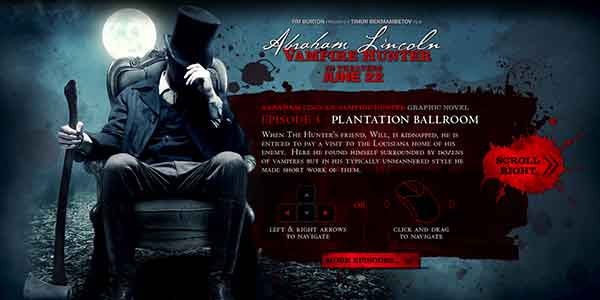 TIM BURTON PRESENTS A TIMUR BEKMAMBETOV FILM
Abraham Lincoln
VAMPIRE HUNTER
IN THEATERS
JUNE 22
ABRAHAM LINCOLN VAMPIRE HUNTER: GRAPHIC NOVEL
EPISODE 3 PLANTATION BALLROOM
WHEN THE HUNTER'S FRIEND, WILL, IS KIDNAPPED, HE IS
ENTICED TO PAY A VISIT TO THE LOUISIANA HOME OF HIS
ENEMY. HERE HE FOUND HIMSELF SURROUNDED BY DOZENS
OF VAMPIRES BUT IN HIS TYPICALLY UNMANNERED STYLE HE
MADE SHORT WORK OF THEM.
SCROLL
RIGHT
OR
LEFT & RIGHT ARROWS
TO NAVIGATE
CLICK AND DRAG
TO NAVIGATE
MORE EPISODES...